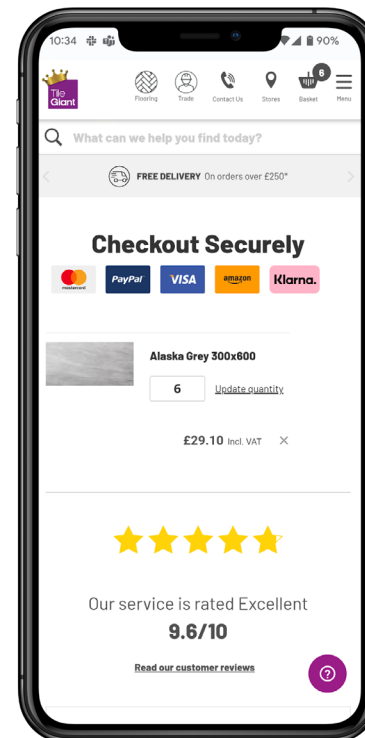 10:34
90%
Tile
Giant
Flooring
Trade
Contact Us
Stores
6
Basket
Menu
What can we help you find today?
FREE DELIVERY On orders over £250*
Checkout Securely
mastercard
PayPal
VISA
amazon
Klarna.
Alaska Grey 300x600
6
Update quantity
£29.10 Incl. VAT
Our service is rated Excellent
9.6/10
Read our customer reviews